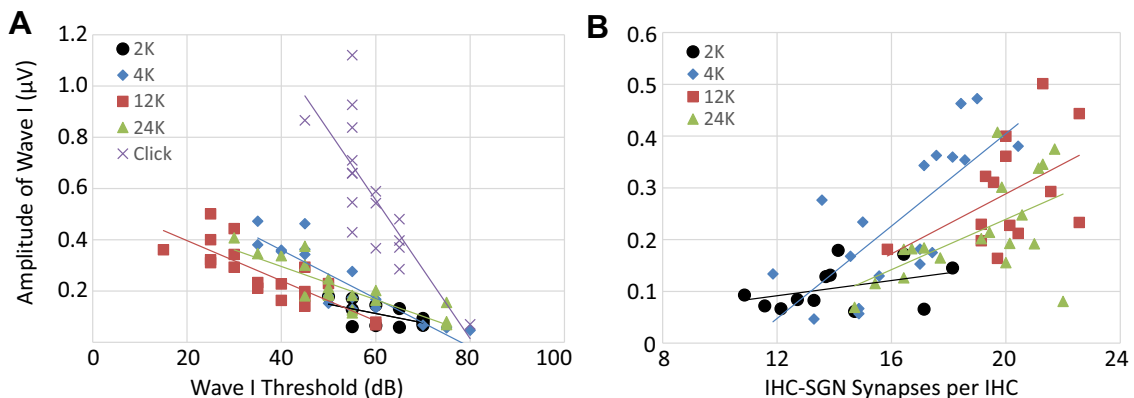 A
Amplitude of Wave I (µV)
1.2
1.0
0.8
0.6
0.4
0.2
2K
4K
12K
24K
Click
0 20 40 60 80 100
Wave I Threshold (dB)
B
0.6
0.5
0.4
0.3
0.2
0.1
0
2K
4K
12K
24K
8 12 16 20 24
IHC-SGN Synapses per IHC